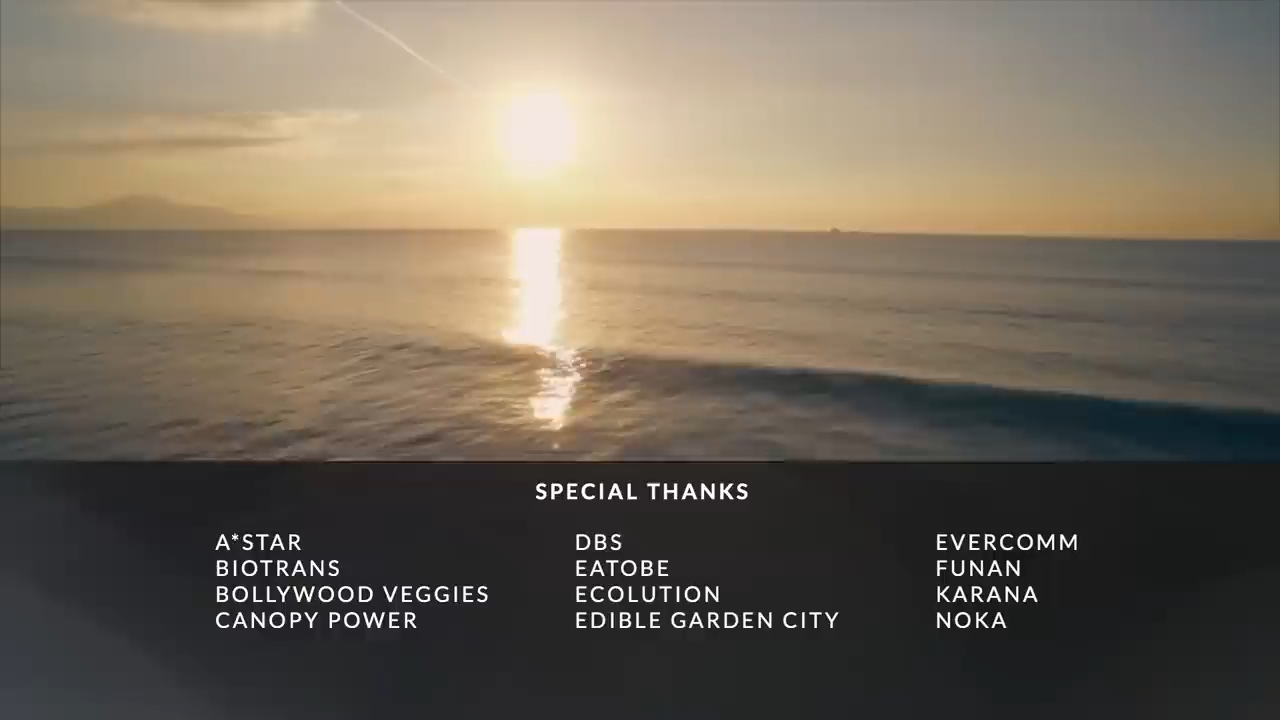 SPECIAL THANKS
A*STAR
BIOTRANS
BOLLYWOOD VEGGIES
CANOPY POWER
DBS
EATOBE
ECOLUTION
EDIBLE GARDEN CITY
EVERCOMM
FUNAN
KARANA
NOKA